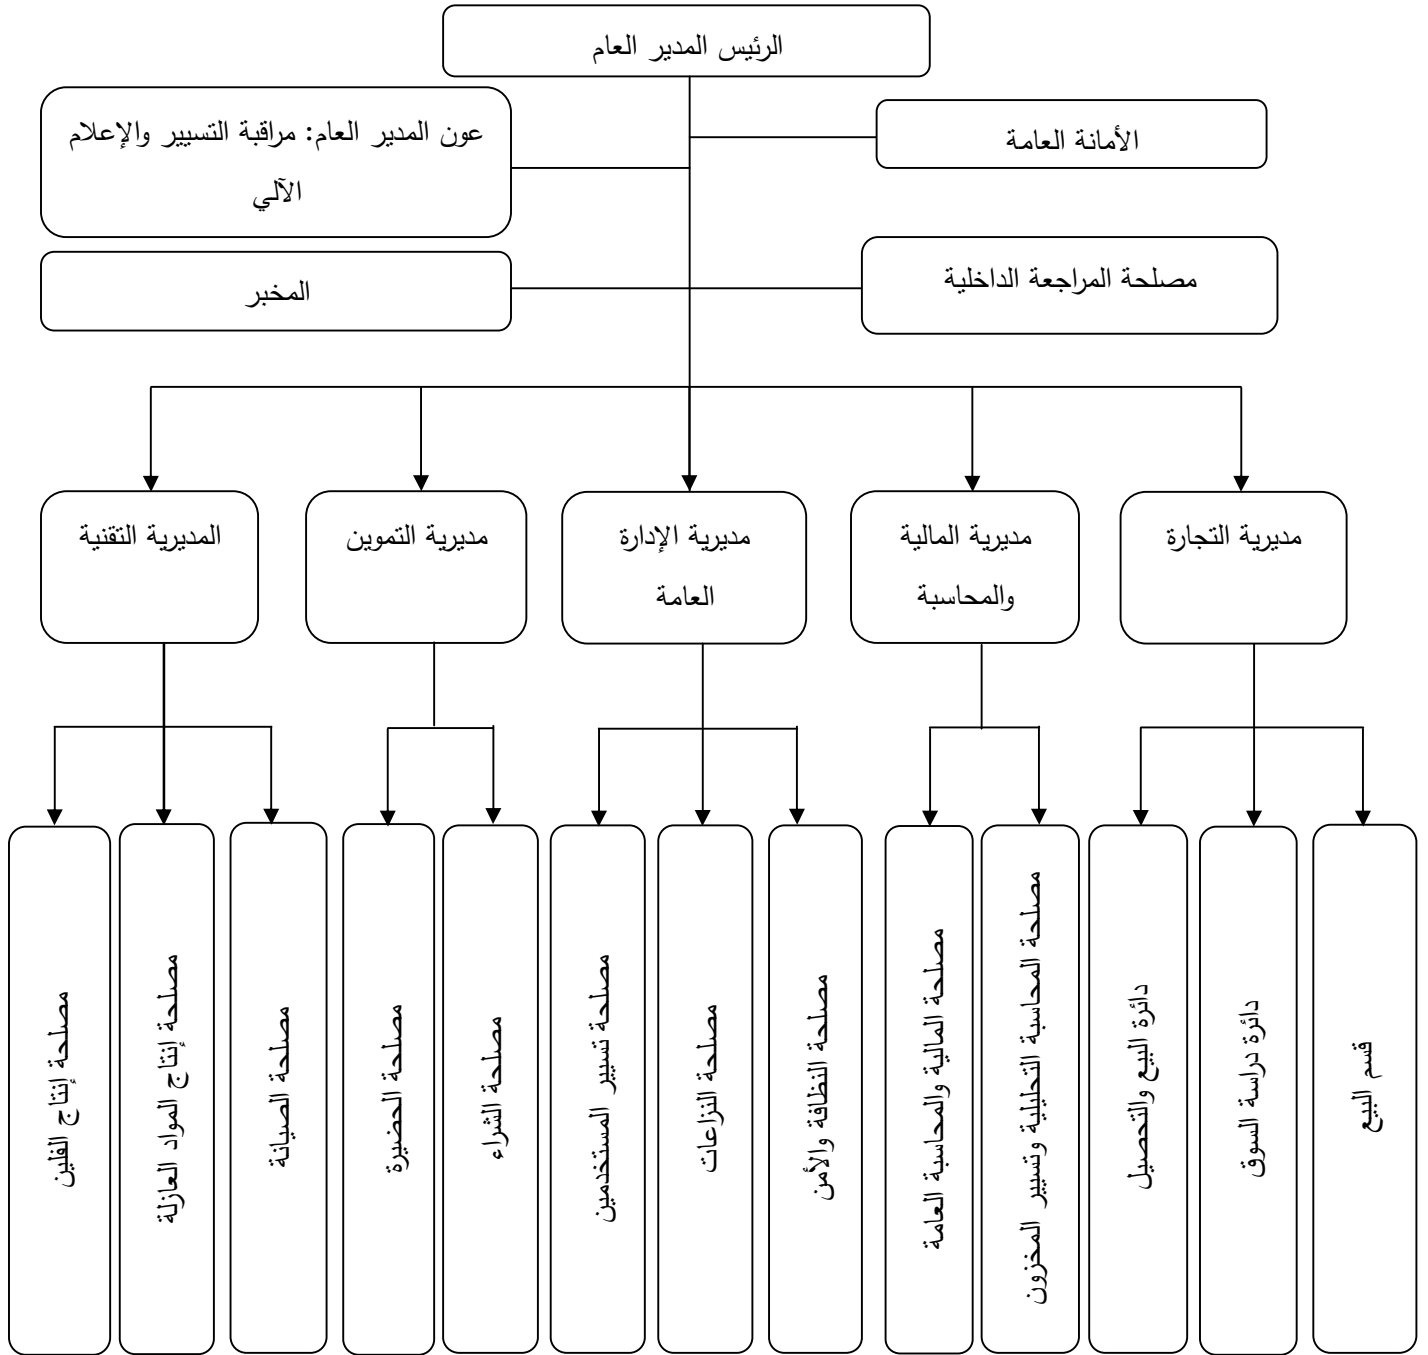 الرئيس المدير العام
الأمانة العامة
عون المدير العام: مراقبة التسيير والإعلام
الآلي
مصلحة المراجعة الداخلية
المخبر
مديرية التجارة
مديرية المالية
والمحاسبة
مديرية الإدارة
العامة
مديرية التموين
المديرية التقنية
قسم البيع
دائرة دراسة السوق
دائرة البيع والتحصيل
مصلحة المحاسبة التحليلية وتسيير المخزون
مصلحة المالية والمحاسبة العامة
مصلحة النظافة والأمن
مصلحة النزاعات
مصلحة تسيير المستخدمين
مصلحة الشراء
مصلحة الحضيرة
مصلحة الصيانة
مصلحة إنتاج المواد العازلة
مصلحة إنتاج الفلين